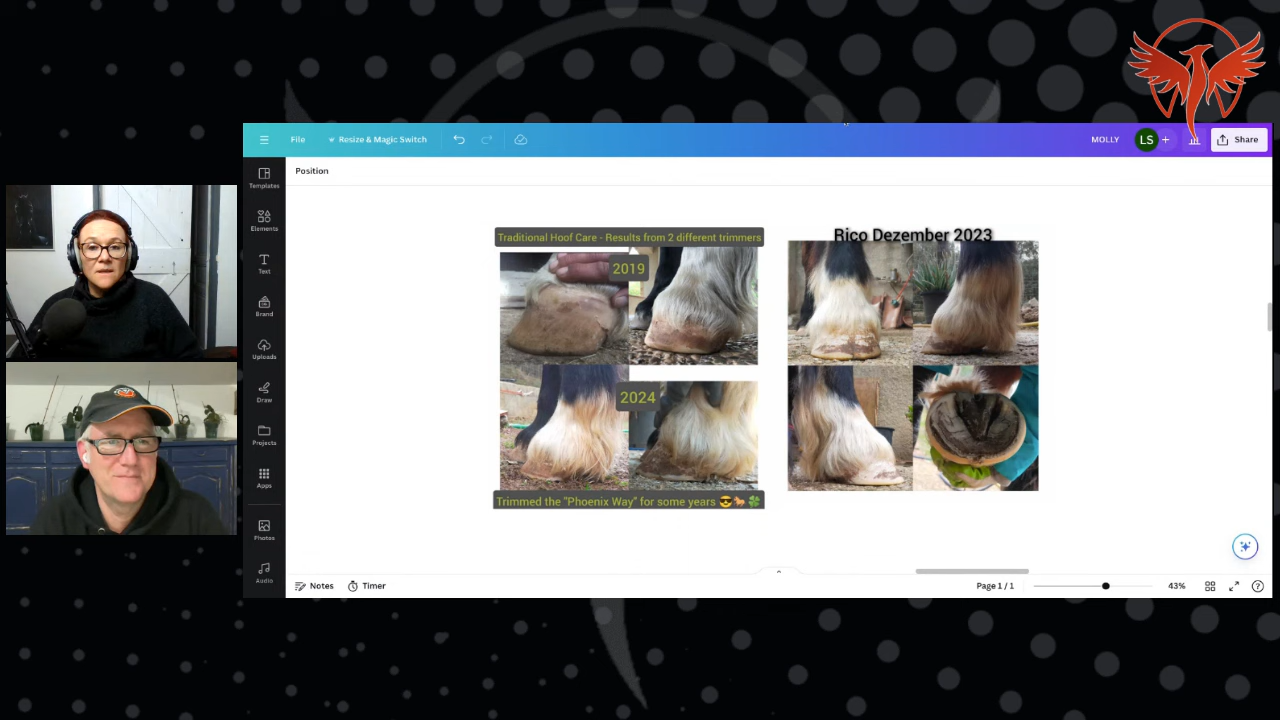 File
Resize & Magic Switch
MOLLY
LS
+
Share
Templates
Elements
Text
Brand
Uploads
Draw
Projects
Apps
Photos
Audio
Position
Traditional Hoof Care - Results from 2 different trimmers
2019
2024
Trimmed the "Phoenix Way" for some years 😎🐎🍀
Rico Dezember 2023
Notes
Timer
Page 1 / 1
43%